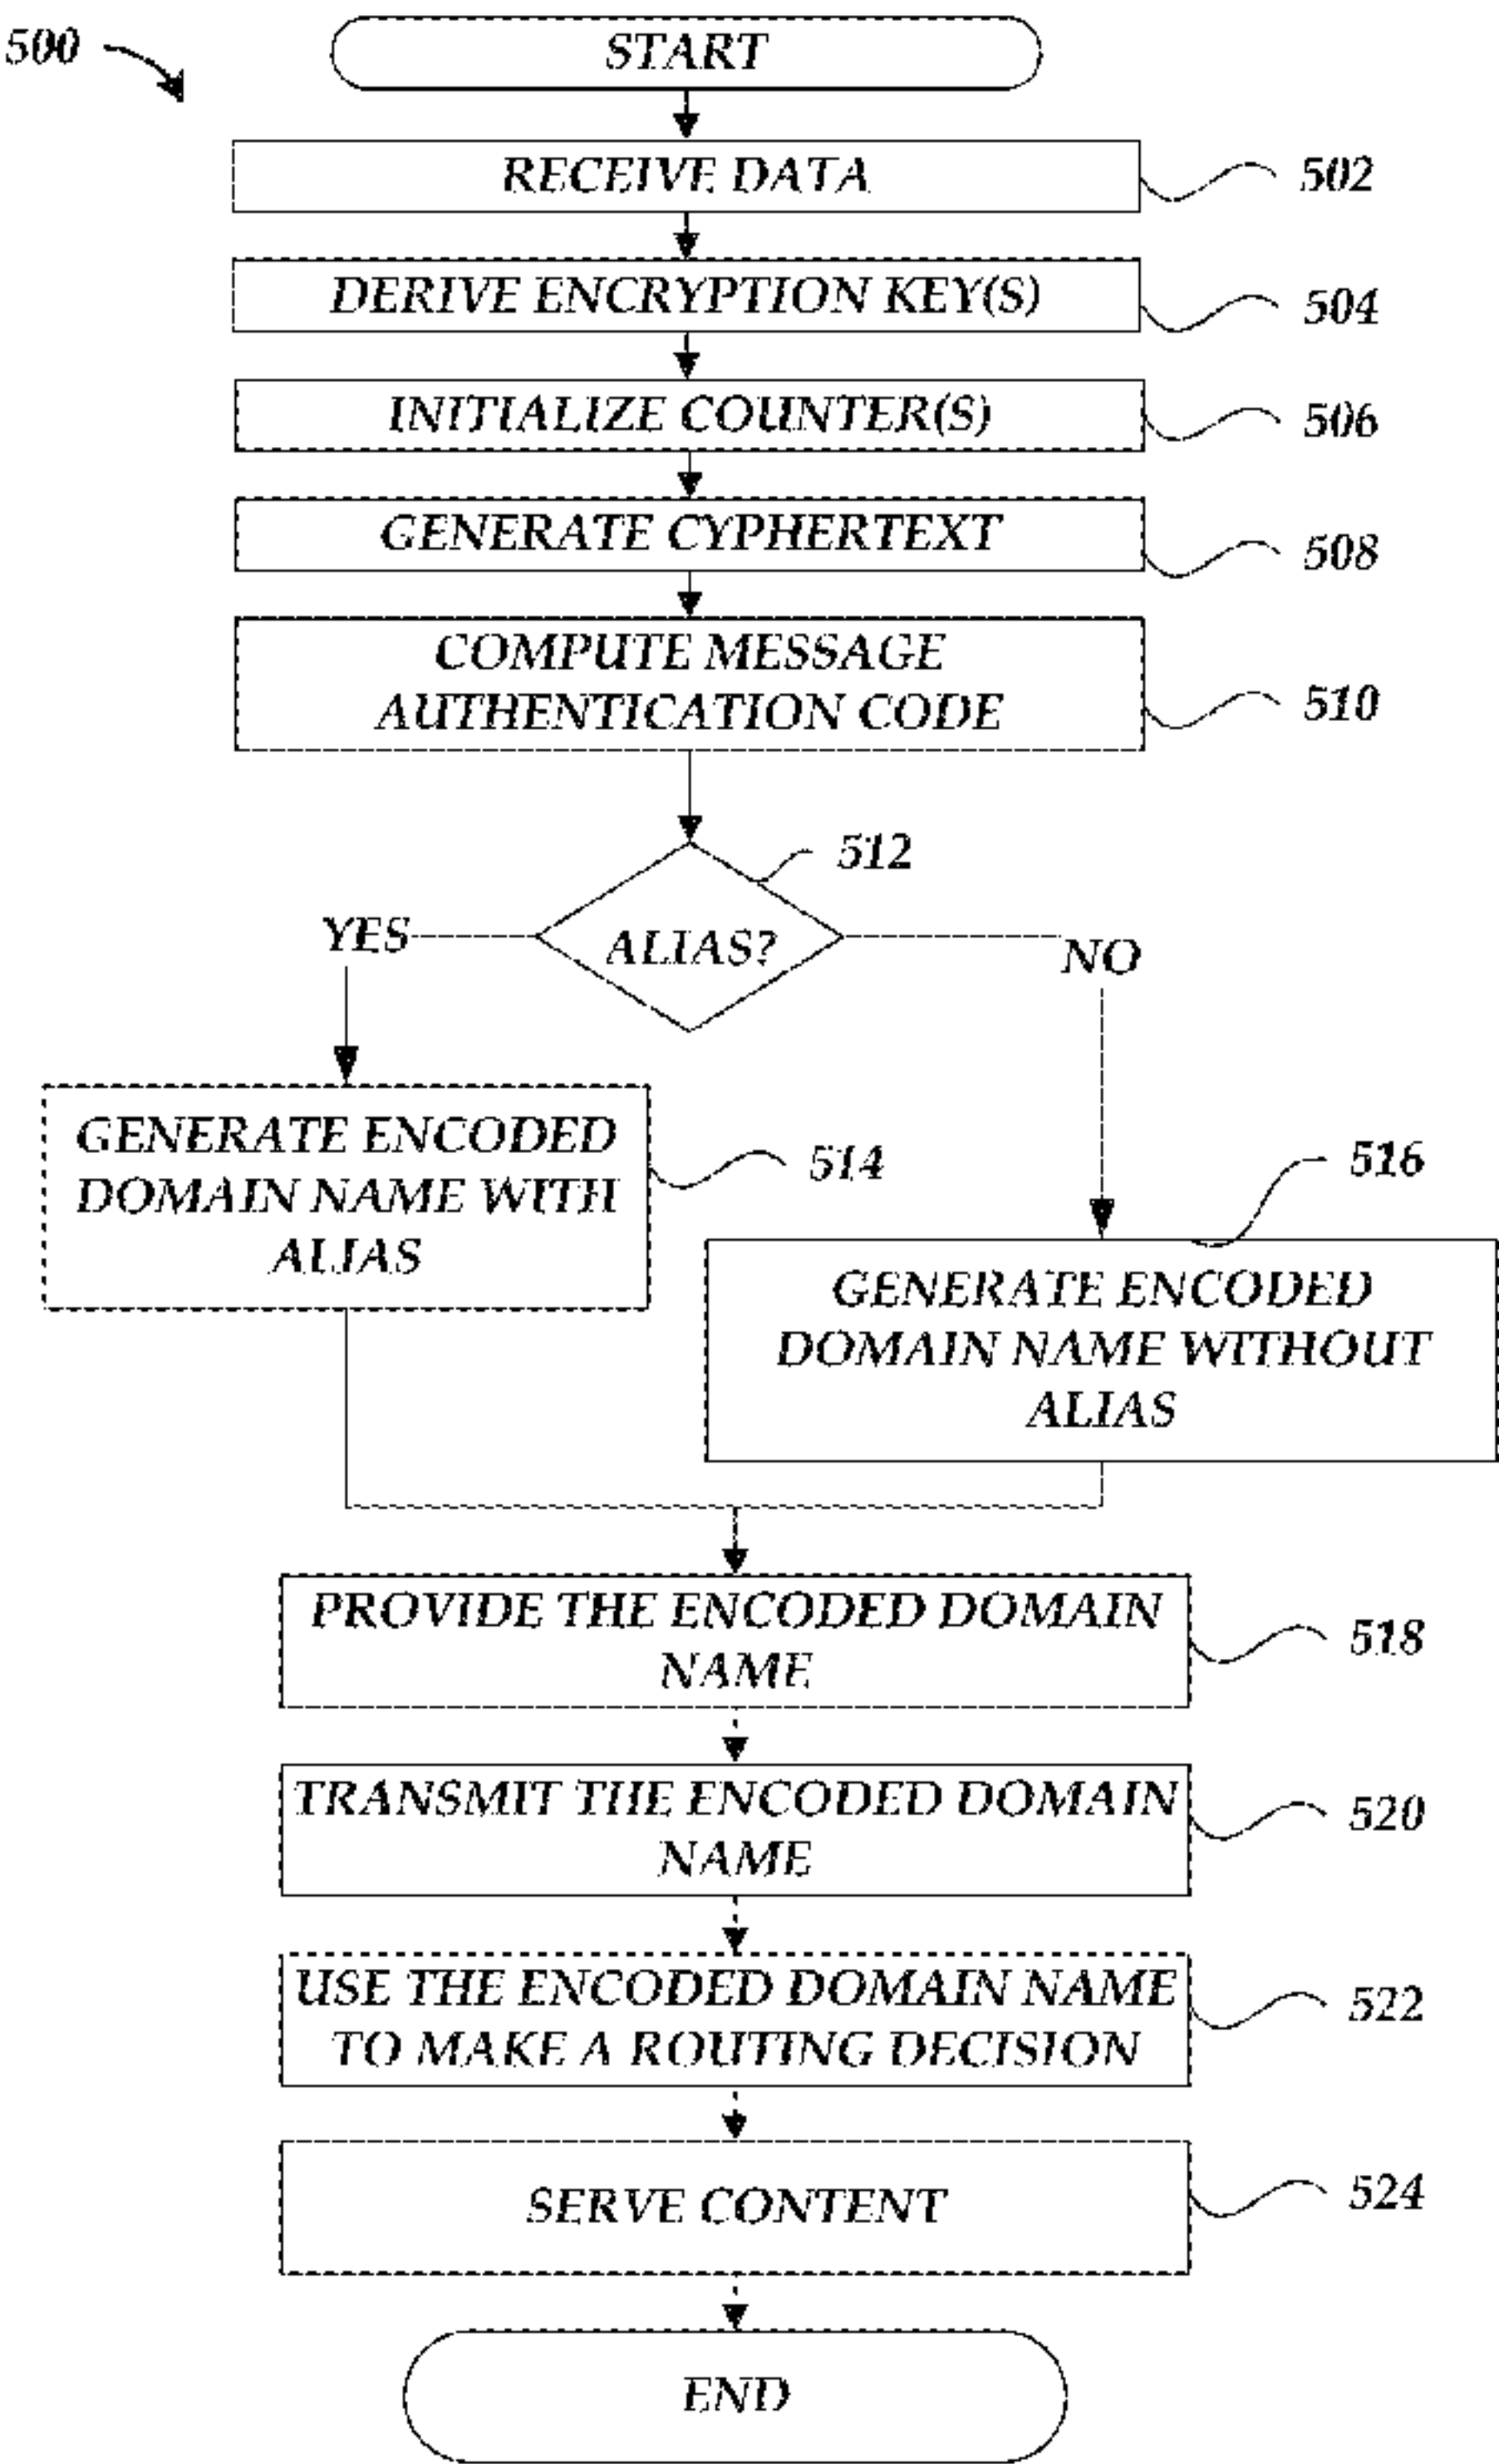 500
START
RECEIVE DATA
502
DERIVE ENCRYPTION KEY(S)
504
INITIALIZE COUNTER(S)
506
GENERATE CYPHERTEXT
508
COMPUTE MESSAGE
AUTHENTICATION CODE
510
512
ALIAS?
YES
NO
GENERATE ENCODED
DOMAIN NAME WITH
ALIAS
514
516
GENERATE ENCODED
DOMAIN NAME WITHOUT
ALIAS
PROVIDE THE ENCODED DOMAIN
NAME
518
TRANSMIT THE ENCODED DOMAIN
NAME
520
USE THE ENCODED DOMAIN NAME
TO MAKE A ROUTING DECISION
522
SERVE CONTENT
524
END